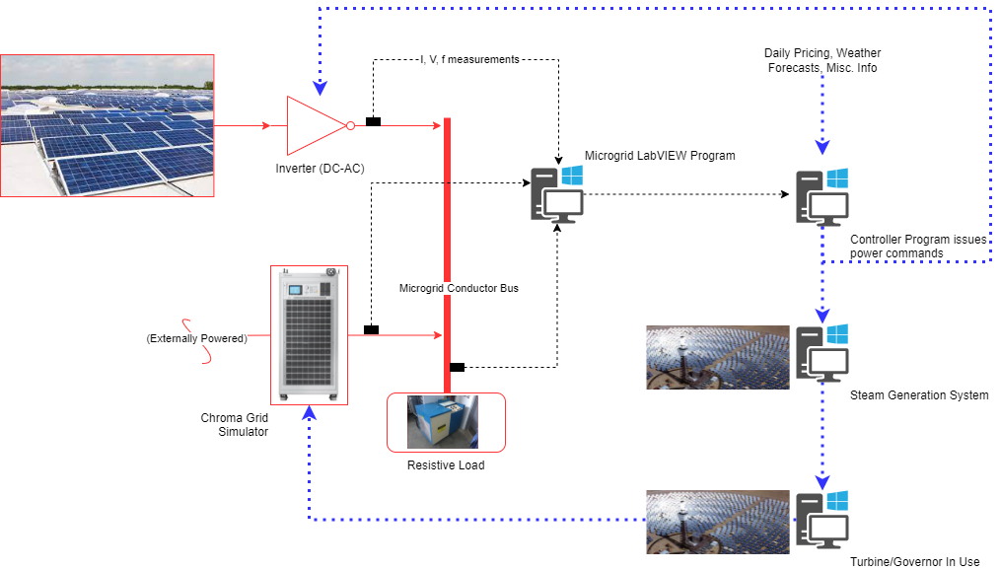 I, V, f measurements
Daily Pricing, Weather
Forecasts, Misc. Info
Inverter (DC-AC)
Microgrid LabVIEW Program
Controller Program issues
power commands
Microgrid Conductor Bus
(Externally Powered)
Chroma Grid
Simulator
Resistive Load
Steam Generation System
Turbine/Governor In Use